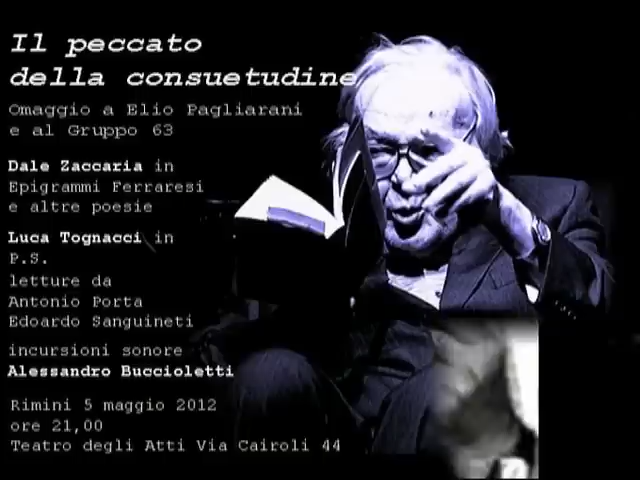 Il peccato
della consuetudine
Omaggio a Elio Pagliarani
e al Gruppo 63
Dale Zaccaria in
Epigrammi Ferraresi
e altre poesie
Luca Tognacci in
P.S.
letture da
Antonio Porta
Edoardo Sanguineti
incursioni sonore
Alessandro Buccioletti
Rimini 5 maggio 2012
ore 21,00
Teatro degli Atti Via Cairoli 44